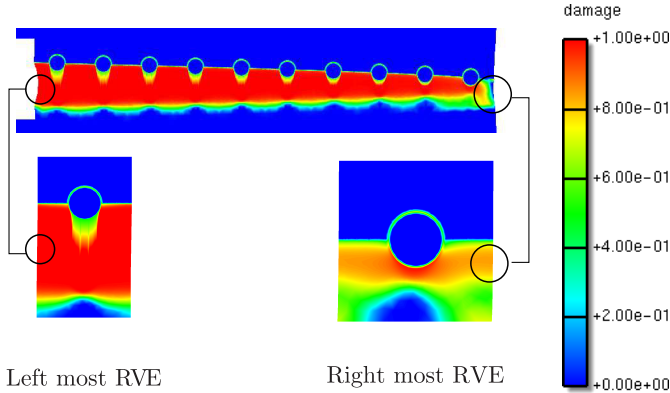 damage
+1.00e+00
+8.00e-01
+6.00e-01
+4.00e-01
+2.00e-01
+0.00e+00
Left most RVE
Right most RVE